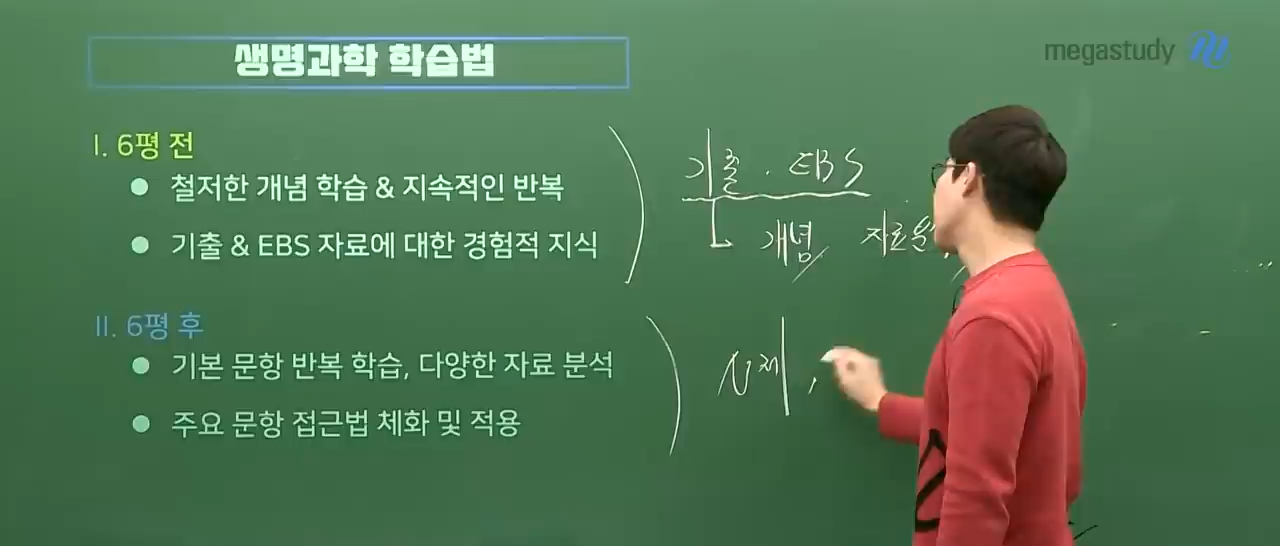 생명과학 학습법
megastudy
I. 6평 전
● 철저한 개념 학습 & 지속적인 반복
● 기출 & EBS 자료에 대한 경험적 지식
기출 · EBS
개념 자료분
II. 6평 후
● 기본 문항 반복 학습, 다양한 자료 분석
● 주요 문항 접근법 체화 및 적용